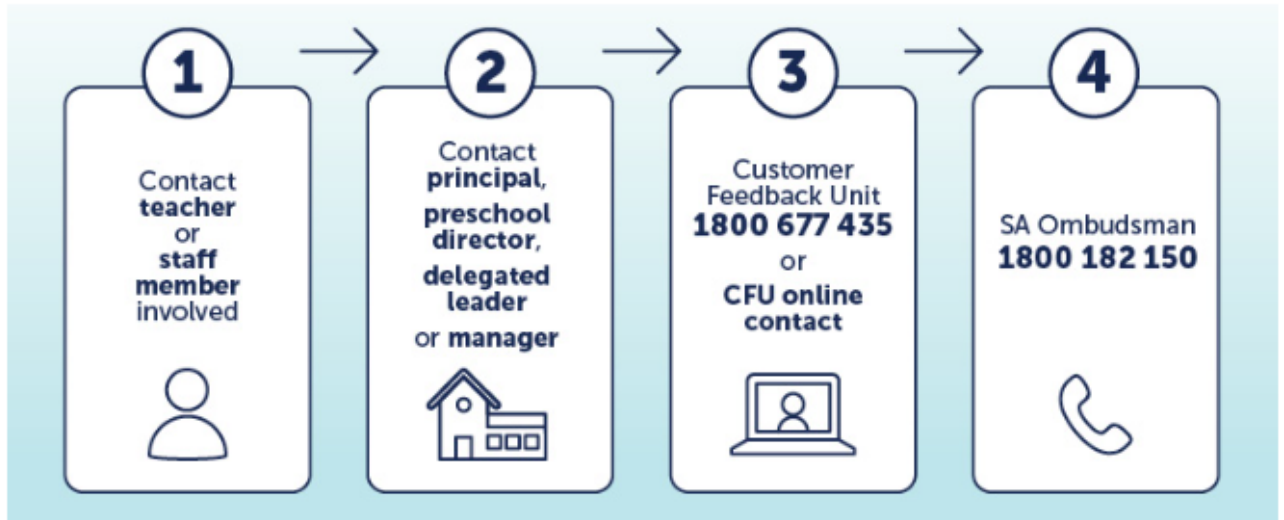 1
Contact
teacher
or
staff
member
involved
2
Contact
principal,
preschool
director,
delegated
leader
or manager
3
Customer
Feedback Unit
1800 677 435
or
CFU online
contact
4
SA Ombudsman
1800 182 150